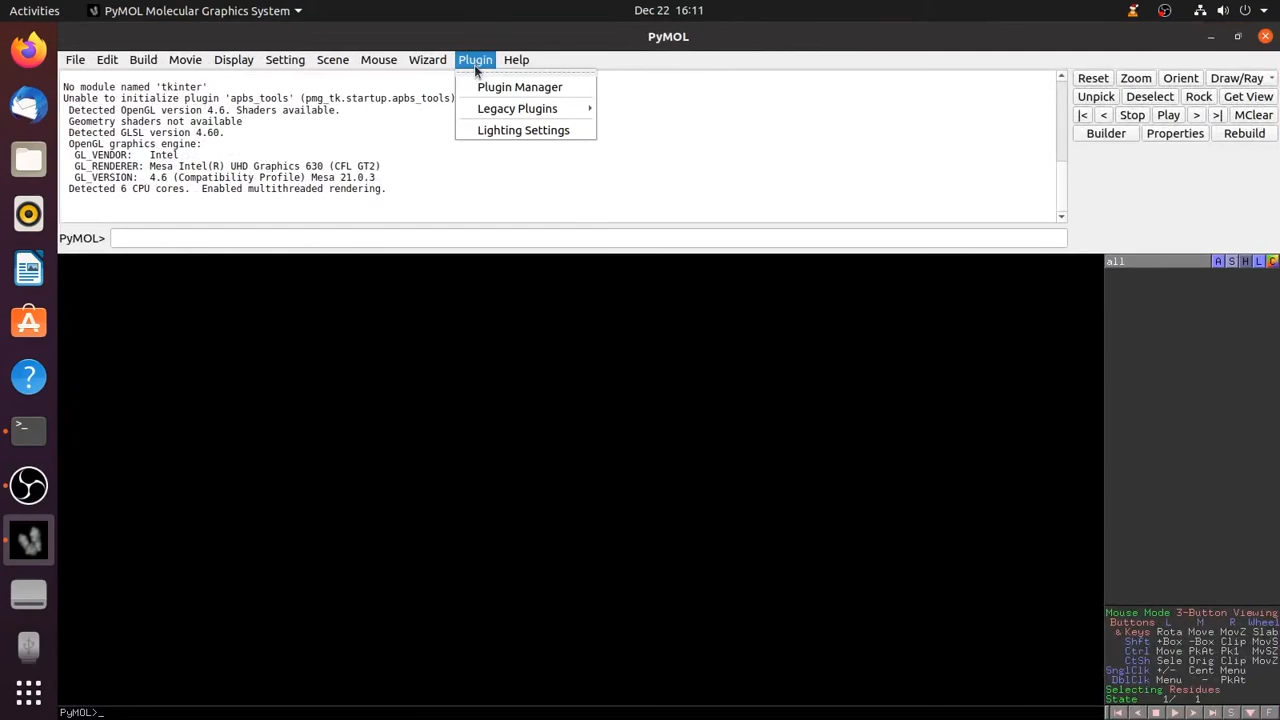 Activities
PyMOL Molecular Graphics System
Dec 22 16:11
PyMOL
File Edit Build Movie Display Setting Scene Mouse Wizard Plugin Help
No module named 'tkinter'
Unable to initialize plugin 'apbs_tools' (pmg_tk.startup.apbs_tools)
Detected OpenGL version 4.6. Shaders available.
Geometry shaders not available
Detected GLSL version 4.60.
OpenGL graphics engine:
GL_VENDOR: Intel
GL_RENDERER: Mesa Intel(R) UHD Graphics 630 (CFL GT2)
GL_VERSION: 4.6 (Compatibility Profile) Mesa 21.0.3
Detected 6 CPU cores. Enabled multithreaded rendering.
Plugin Manager
Legacy Plugins
Lighting Settings
Reset Zoom Orient Draw/Ray
Unpick Deselect Rock Get View
|< < Stop Play > >| MClear
Builder Properties Rebuild
PyMOL>
all A S H L C
Mouse Mode 3-Button Viewing
Buttons L M R Wheel
& Keys Rota Move MovZ Slab
Shft +Box -Box Clip MovS
Ctrl Move PkAt Pk1 MvSZ
CtSh Sele Orig Clip MovZ
SnglClk +/- Cent Menu
DblClk Menu - PkAt
Selecting Residues
State 1/ 1
S F
PyMOL>_